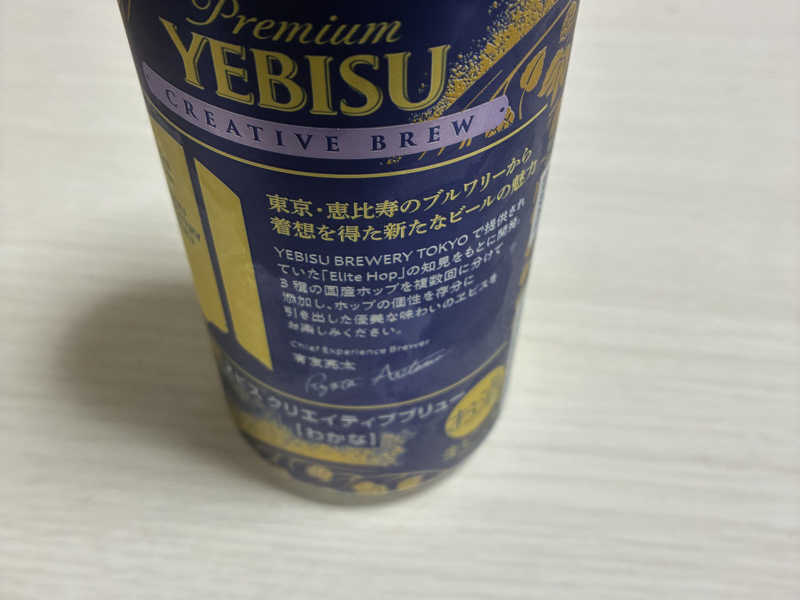 Premium
YEBISU
CREATIVE BREW
東京・恵比寿のブルワリーから
着想を得た新たなビールの魅力
YEBISU BREWERY TOKYO で提供され
ていた「Elite Hop」の知見をもとに開発。
3種の国産ホップを複数回に分けて
添加し、ホップの個性を存分に
引き出した優美な味わいのヱビスを
お楽しみください。
Chief Experience Brewer
有友亮太
Ryota Aritomo
ヱビス クリエイティブブリュー
[わかな]
お酒